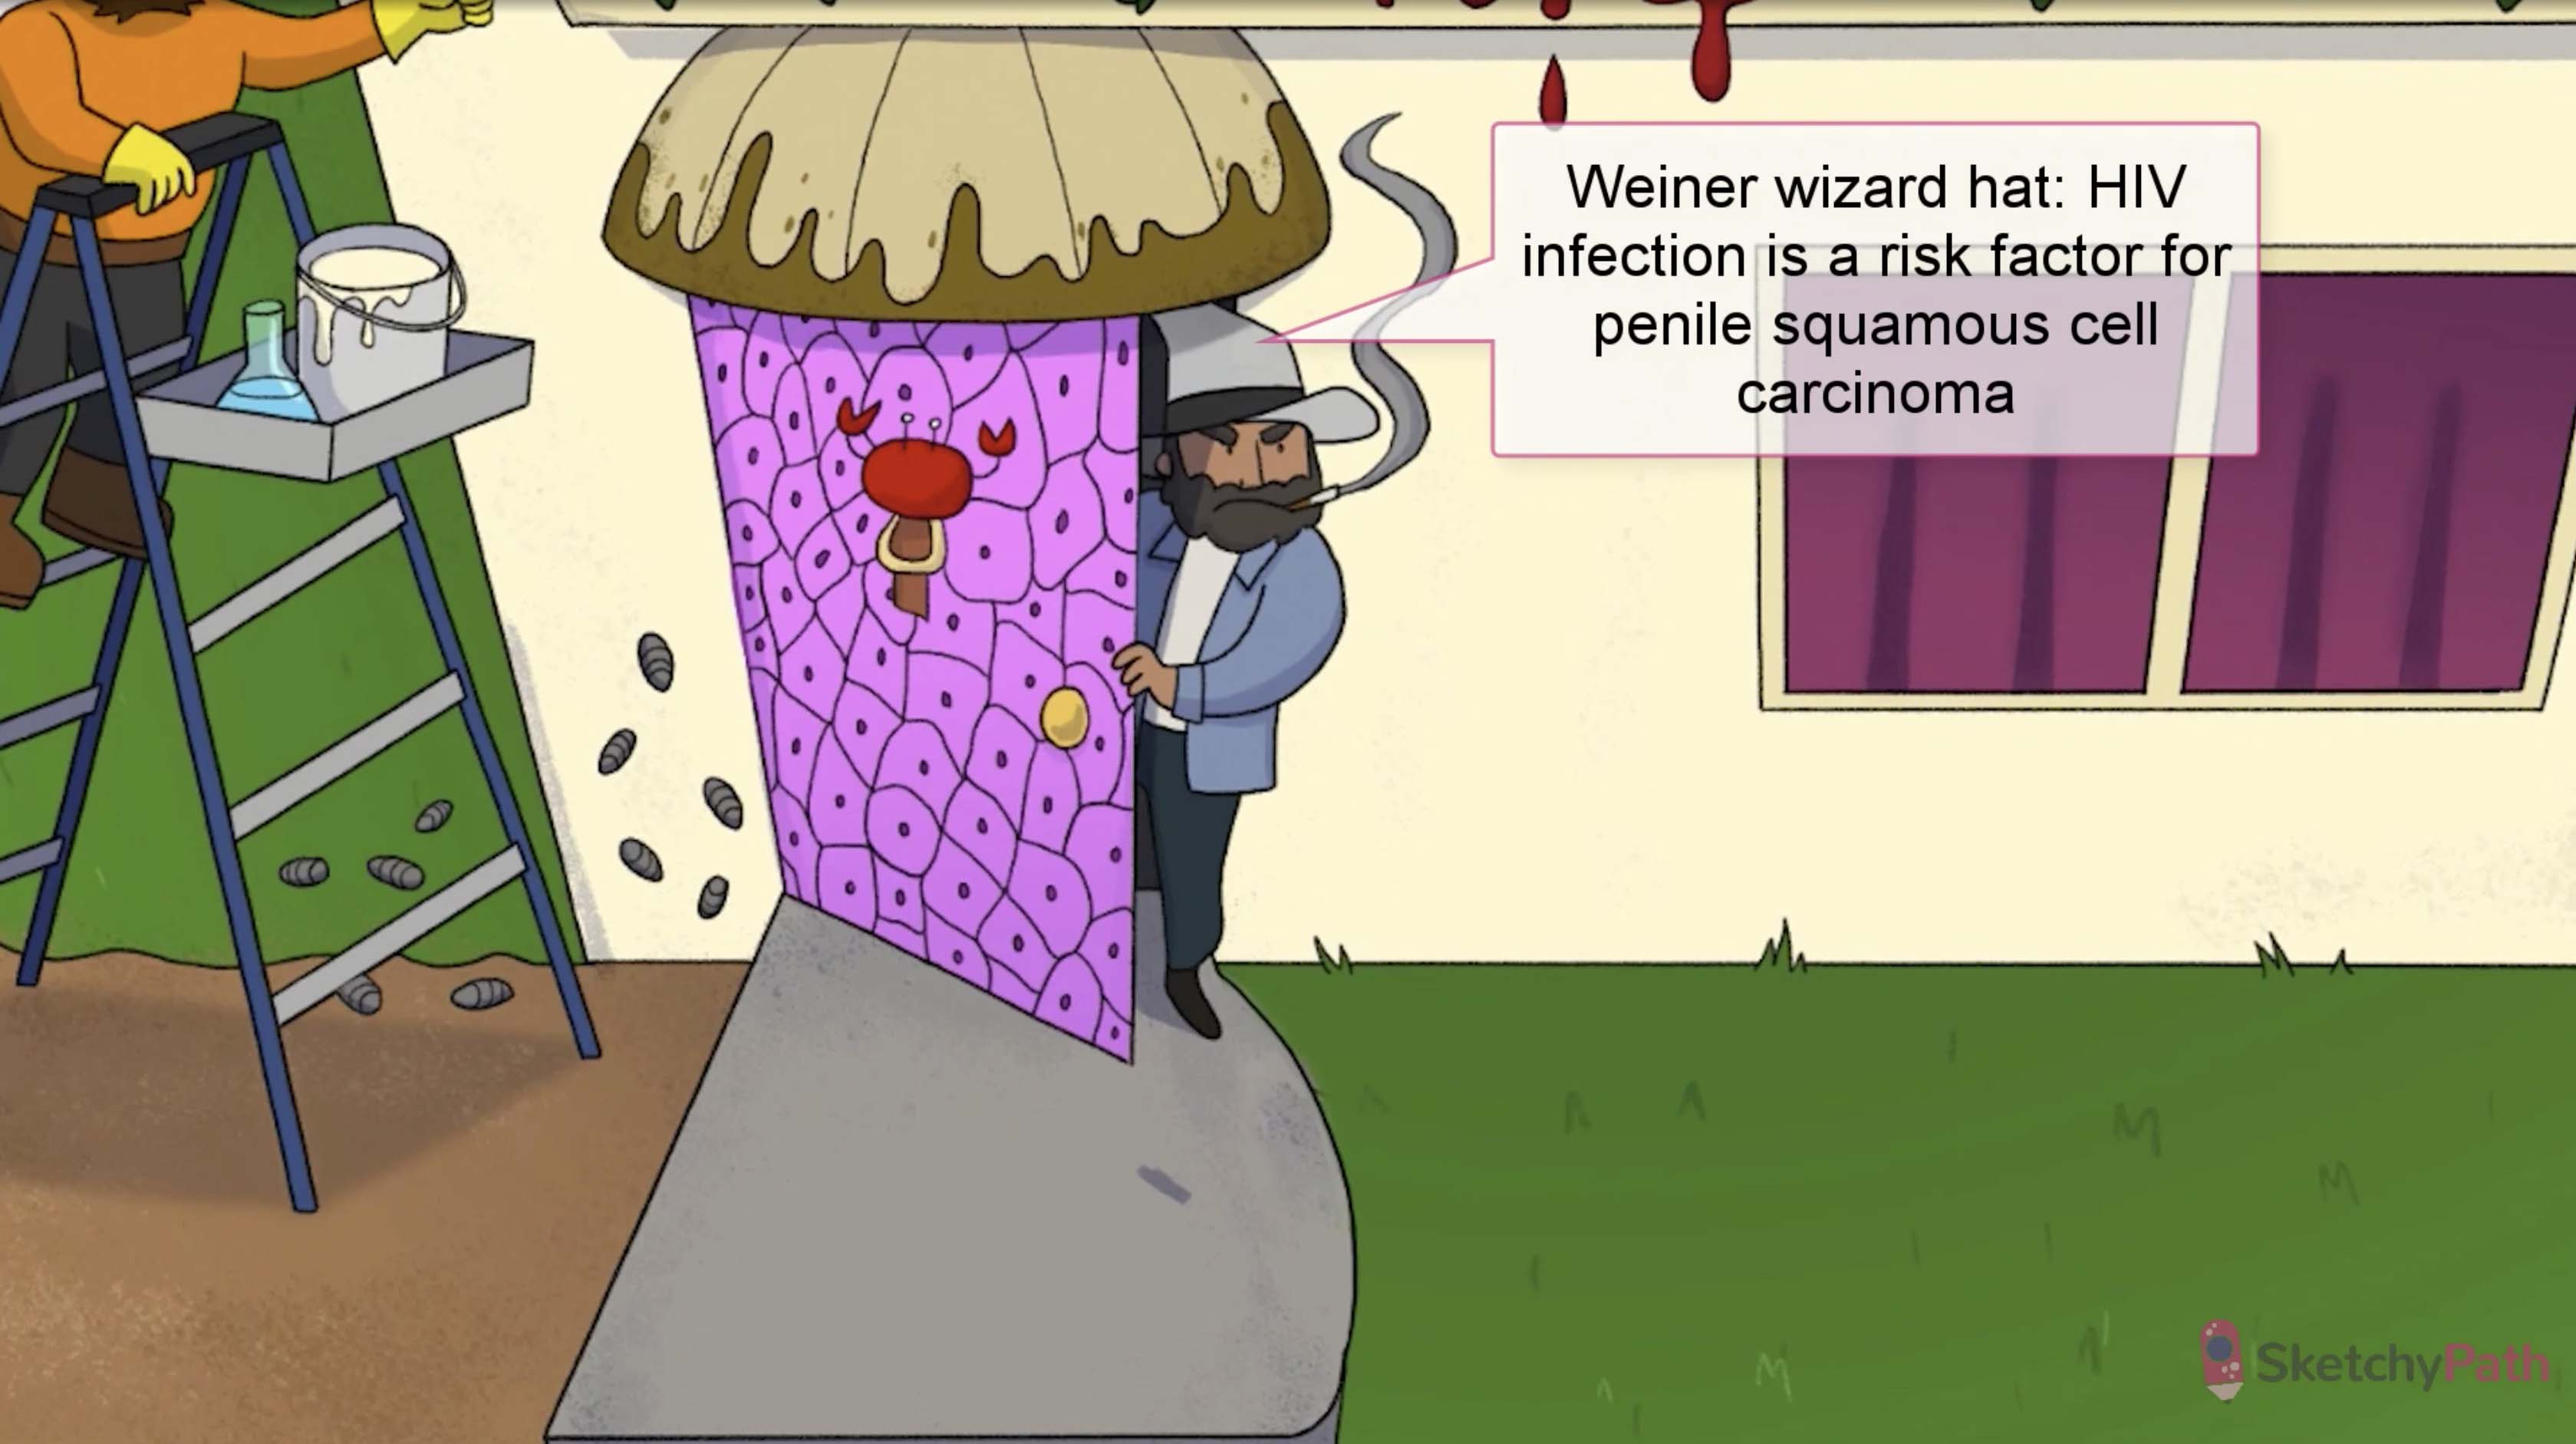 Weiner wizard hat: HIV
infection is a risk factor for
penile squamous cell
carcinoma
SketchyPath